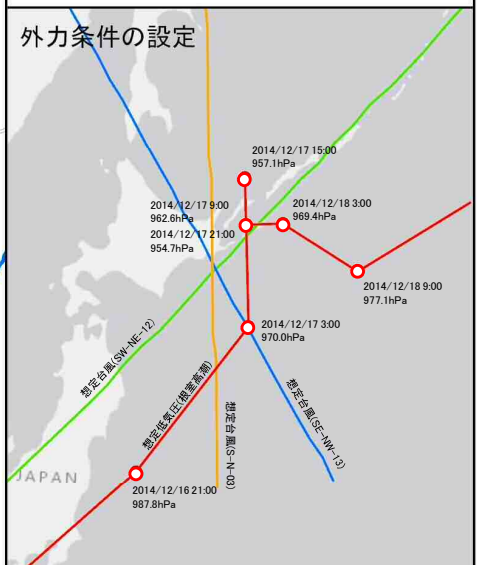 外力条件の設定
2014/12/17 15:00
957.1hPa
2014/12/17 9:00
962.6hPa
2014/12/17 21:00
954.7hPa
2014/12/18 3:00
969.4hPa
2014/12/18 9:00
977.1hPa
2014/12/17 3:00
970.0hPa
想定台風(SW-NE-12)
想定低気圧(根室高潮)
想定台風(S-N-03)
想定台風(SE-NW-13)
JAPAN
2014/12/16 21:00
987.8hPa